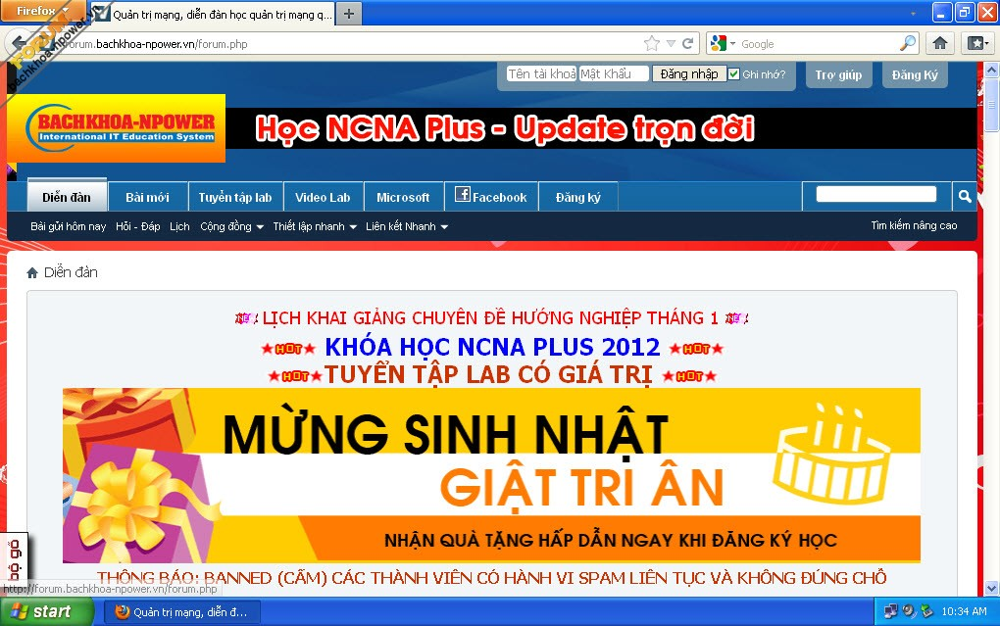 Firefox
Quản trị mạng, diễn đàn học quản trị mạng q...
forum.bachkhoa-npower.vn/forum.php
Google
FORUM
bachkhoa-npower.vn
Tên tài khoả
Mật Khẩu
Đăng nhập
Ghi nhớ?
Trợ giúp
Đăng Ký
BACHKHOA-NPOWER
International IT Education System
Học NCNA Plus - Update trọn đời
Diễn đàn
Bài mới
Tuyển tập lab
Video Lab
Microsoft
Facebook
Đăng ký
Bài gửi hôm nay
Hỏi - Đáp
Lịch
Cộng đồng
Thiết lập nhanh
Liên kết Nhanh
Tìm kiếm nâng cao
Diễn đàn
LỊCH KHAI GIẢNG CHUYÊN ĐỀ HƯỚNG NGHIỆP THÁNG 1
HOT KHÓA HỌC NCNA PLUS 2012 HOT
HOT TUYỂN TẬP LAB CÓ GIÁ TRỊ HOT
MỪNG SINH NHẬT
GIẬT TRI ÂN
NHẬN QUÀ TẶNG HẤP DẪN NGAY KHI ĐĂNG KÝ HỌC
THÔNG BÁO: BANNED (CẤM) CÁC THÀNH VIÊN CÓ HÀNH VI SPAM LIÊN TỤC VÀ KHÔNG ĐÚNG CHỖ
bộ gõ
http://forum.bachkhoa-npower.vn/forum.php
start
Quản trị mạng, diễn đ...
10:34 AM